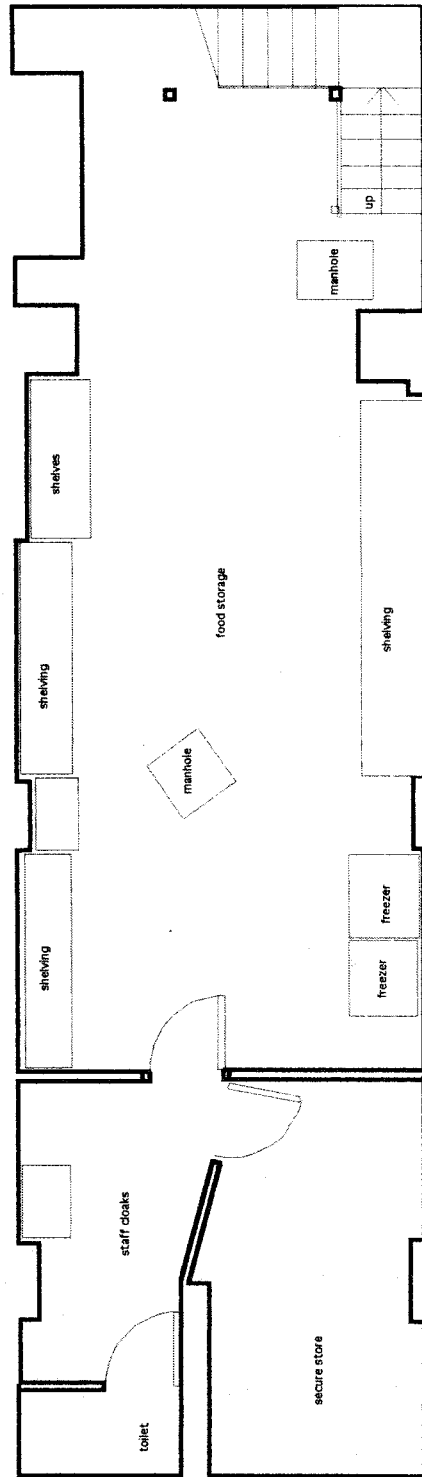 up
manhole
shelves
food storage
shelving
shelving
manhole
shelving
freezer
freezer
staff cloaks
secure store
toilet